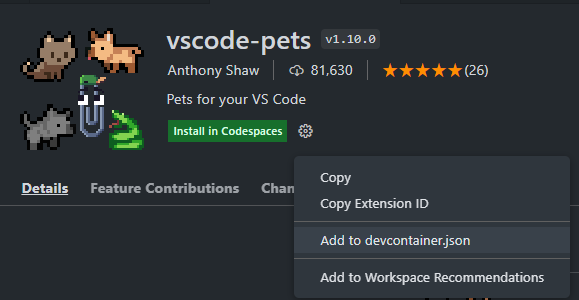 vscode-pets v1.10.0
Anthony Shaw 81,630 (26)
Pets for your VS Code
Install in Codespaces
Details Feature Contributions Chan
Copy
Copy Extension ID
Add to devcontainer.json
Add to Workspace Recommendations